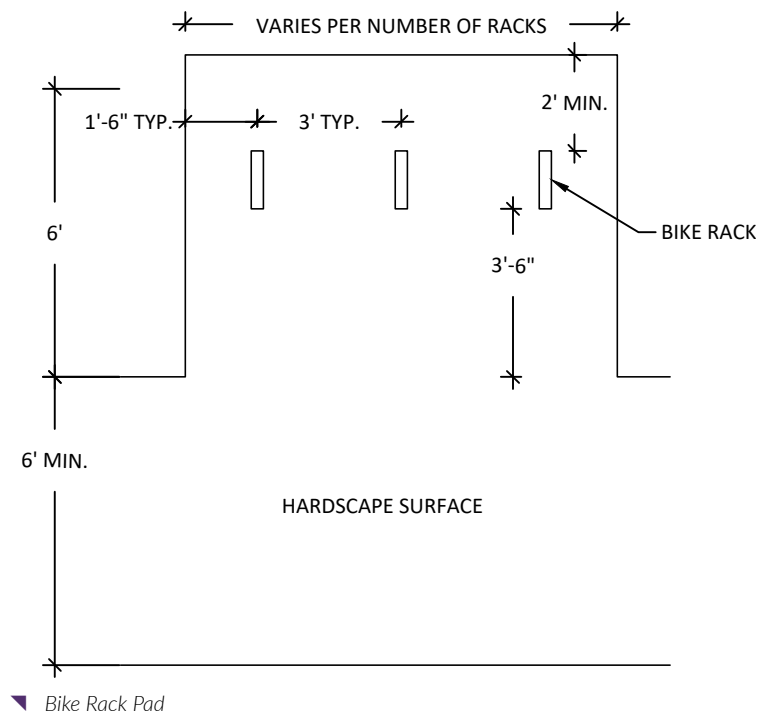 VARIES PER NUMBER OF RACKS
2' MIN.
1'-6" TYP.
3' TYP.
6'
BIKE RACK
3'-6"
6' MIN.
HARDSCAPE SURFACE
Bike Rack Pad